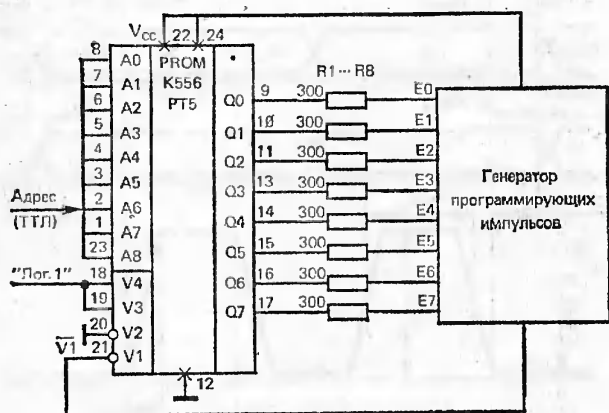 Vcc 22 24
8 A0 PROM
7 A1 К556
6 A2 РТ5
5 A3
4 A4
3 A5
2 A6
1 A7
23 A8
Адрес
(ТТЛ)
"Лог.1" 18 V4
19 V3
20 V2
V1 21 V1
12
R1 ... R8
Q0 9 300 E0
Q1 10 300 E1
Q2 11 300 E2
Q3 13 300 E3
Q4 14 300 E4
Q5 15 300 E5
Q6 16 300 E6
Q7 17 300 E7
Генератор
программирующих
импульсов